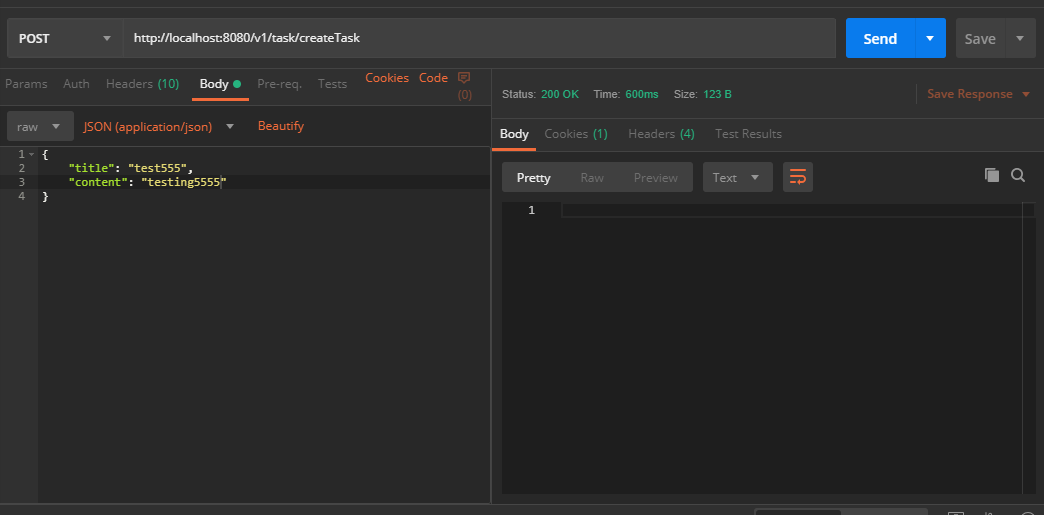 POST http://localhost:8080/v1/task/createTask Send Save
Params Auth Headers (10) Body Pre-req. Tests Cookies Code (0)
raw JSON (application/json) Beautify
1 {
2 "title": "test555",
3 "content": "testing5555"
4 }
Status: 200 OK Time: 600ms Size: 123 B Save Response
Body Cookies (1) Headers (4) Test Results
Pretty Raw Preview Text
1